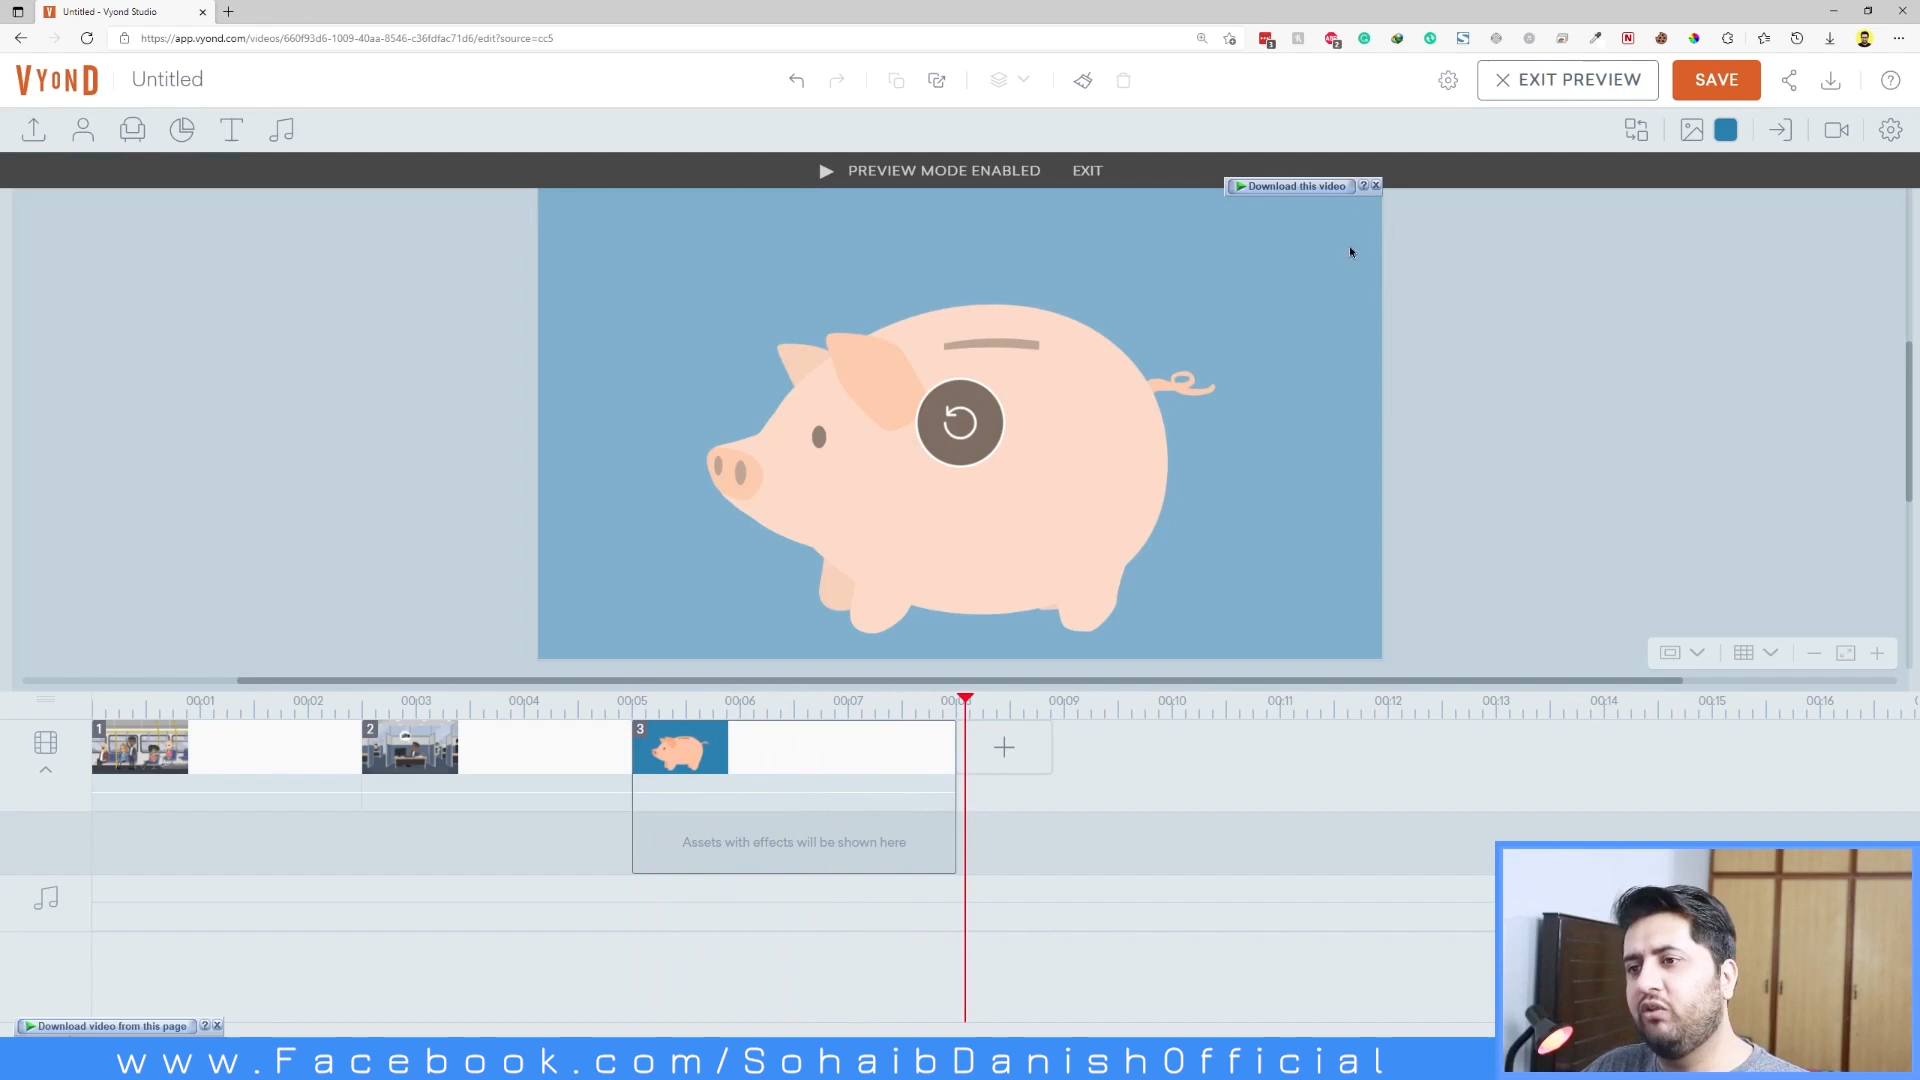 Untitled - Vyond Studio
https://app.vyond.com/videos/660f93d6-1009-40aa-8546-c36fdfac71d6/edit?source=cc5
VYOND
Untitled
EXIT PREVIEW
SAVE
PREVIEW MODE ENABLED
EXIT
Download this video
00:01 00:02 00:03 00:04 00:05 00:06 00:07 00:09 00:10 00:11 00:12 00:13 00:14 00:15 00:16
1
2
3
Assets with effects will be shown here
Download video from this page
www.Facebook.com/SohaibDanishOfficial